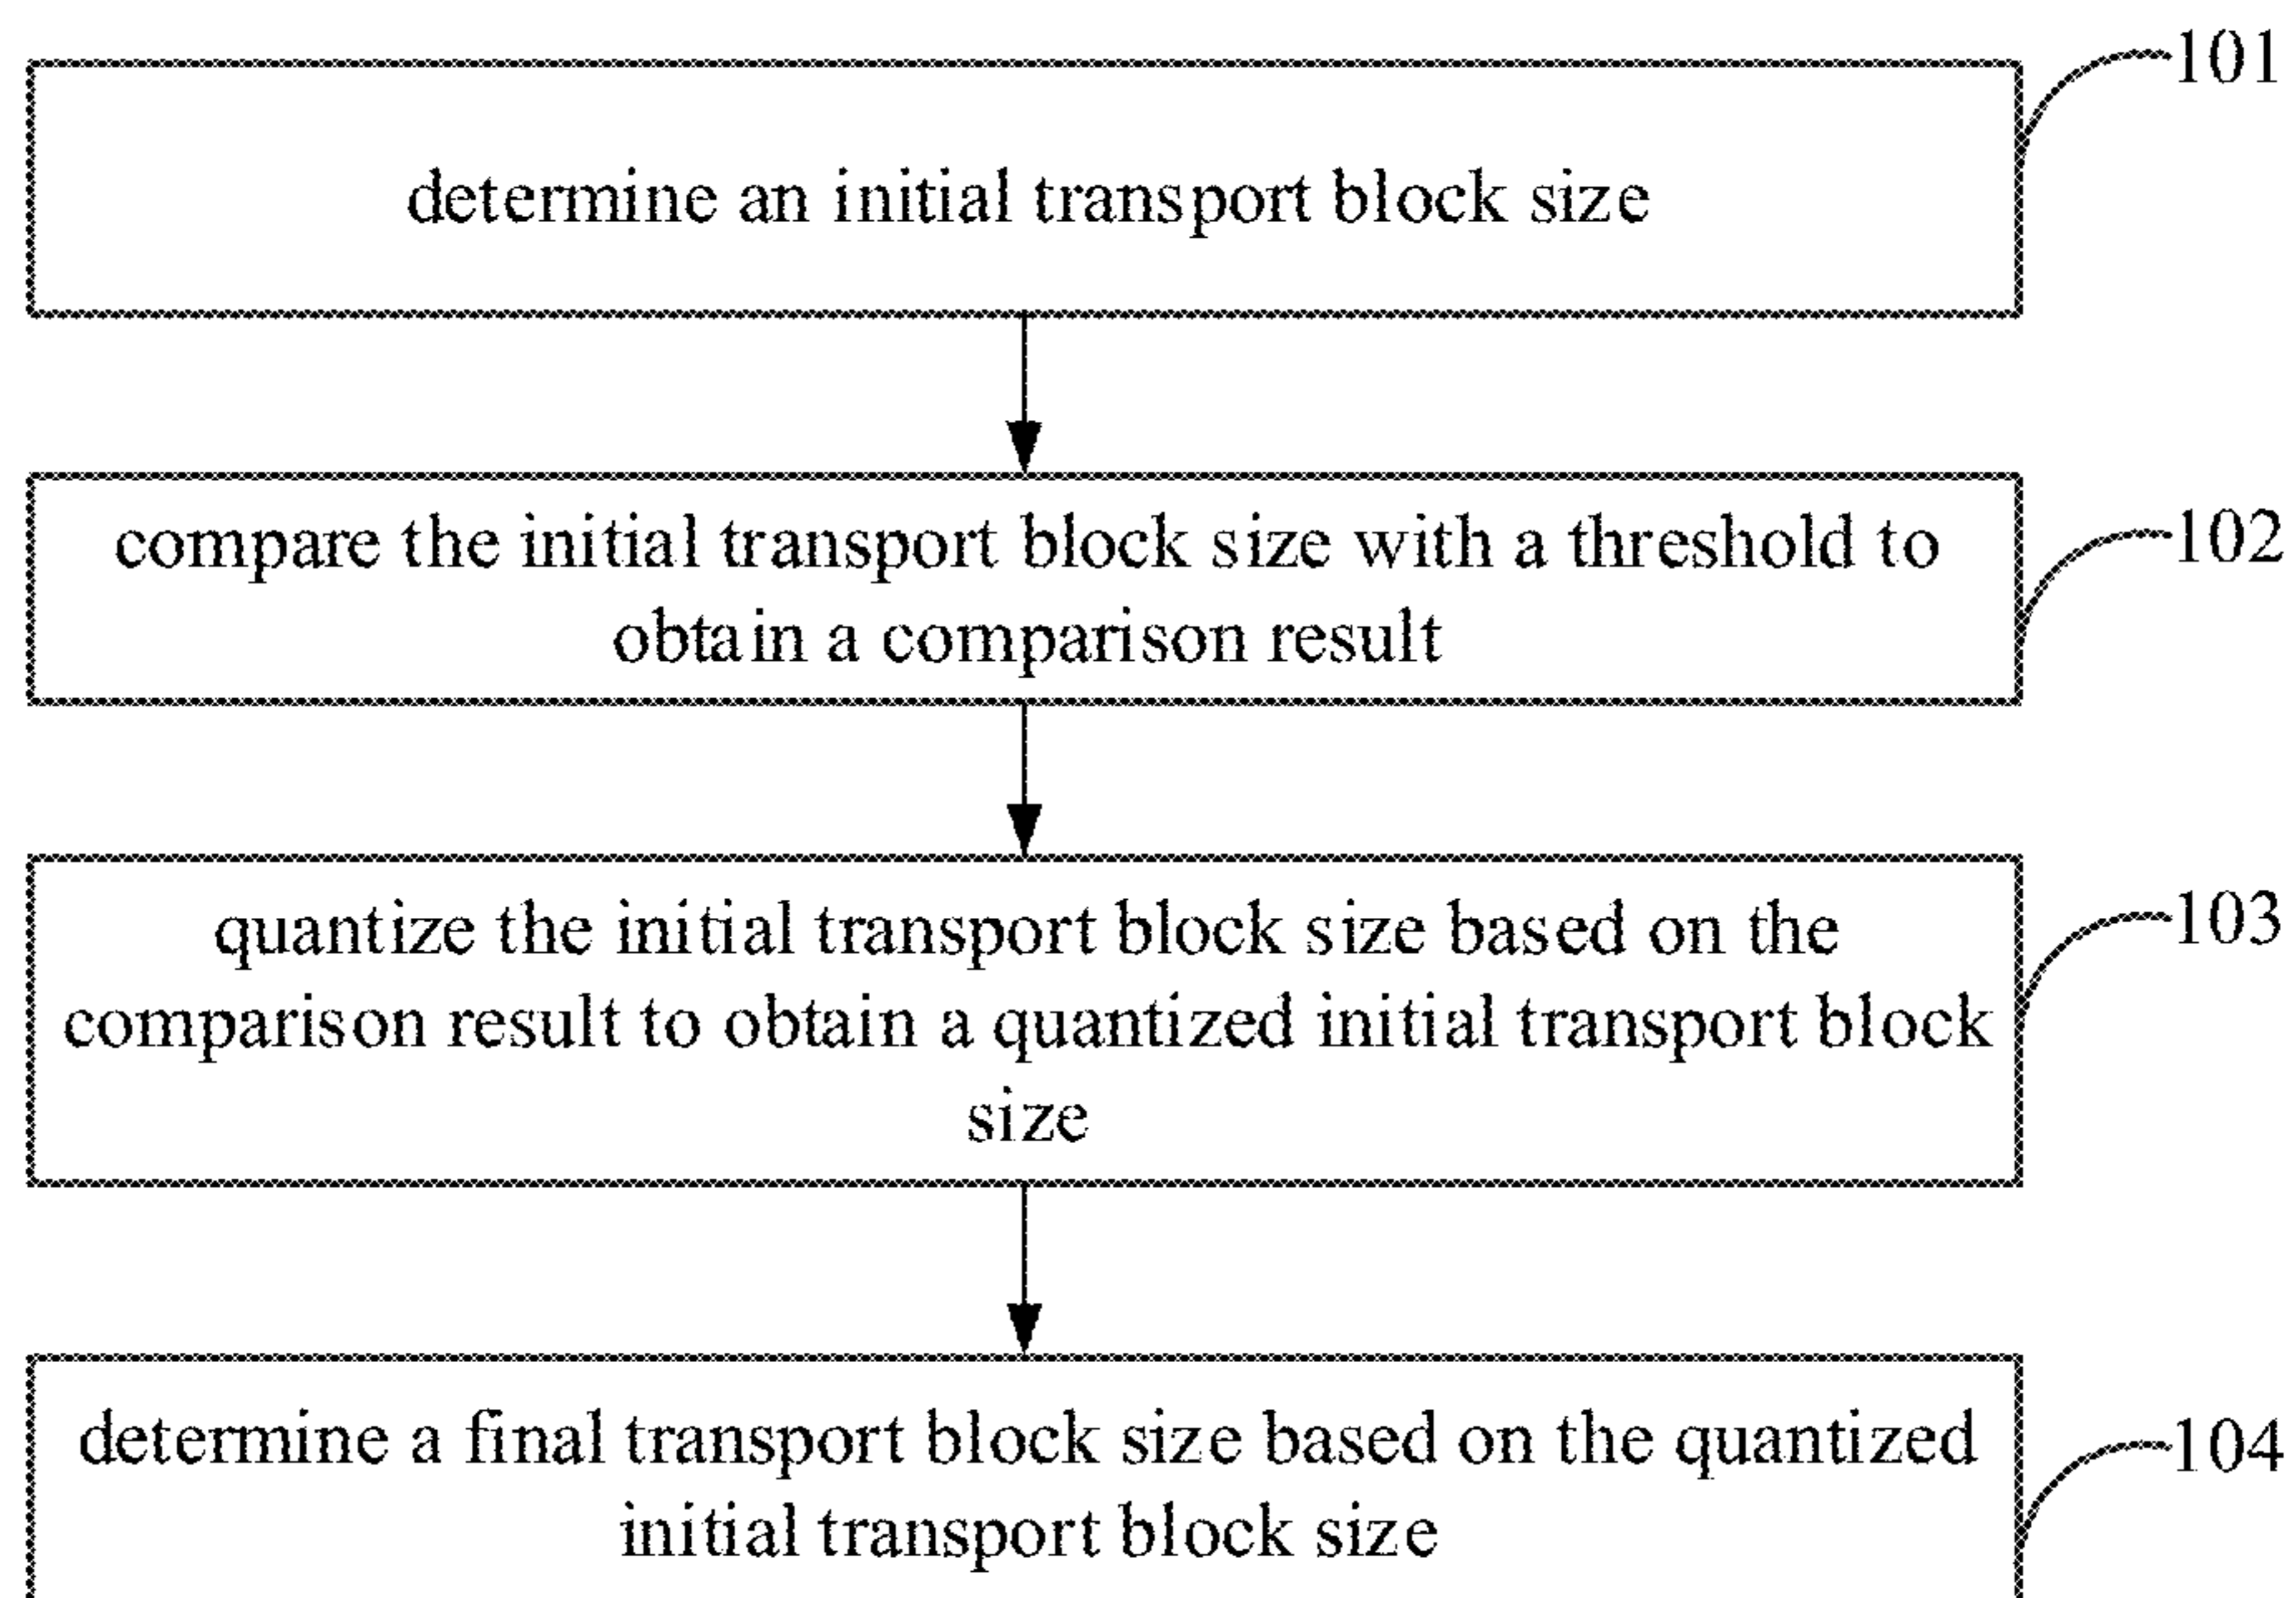 101
determine an initial transport block size
compare the initial transport block size with a threshold to
obtain a comparison result
102
quantize the initial transport block size based on the
comparison result to obtain a quantized initial transport block
size
103
determine a final transport block size based on the quantized
initial transport block size
104